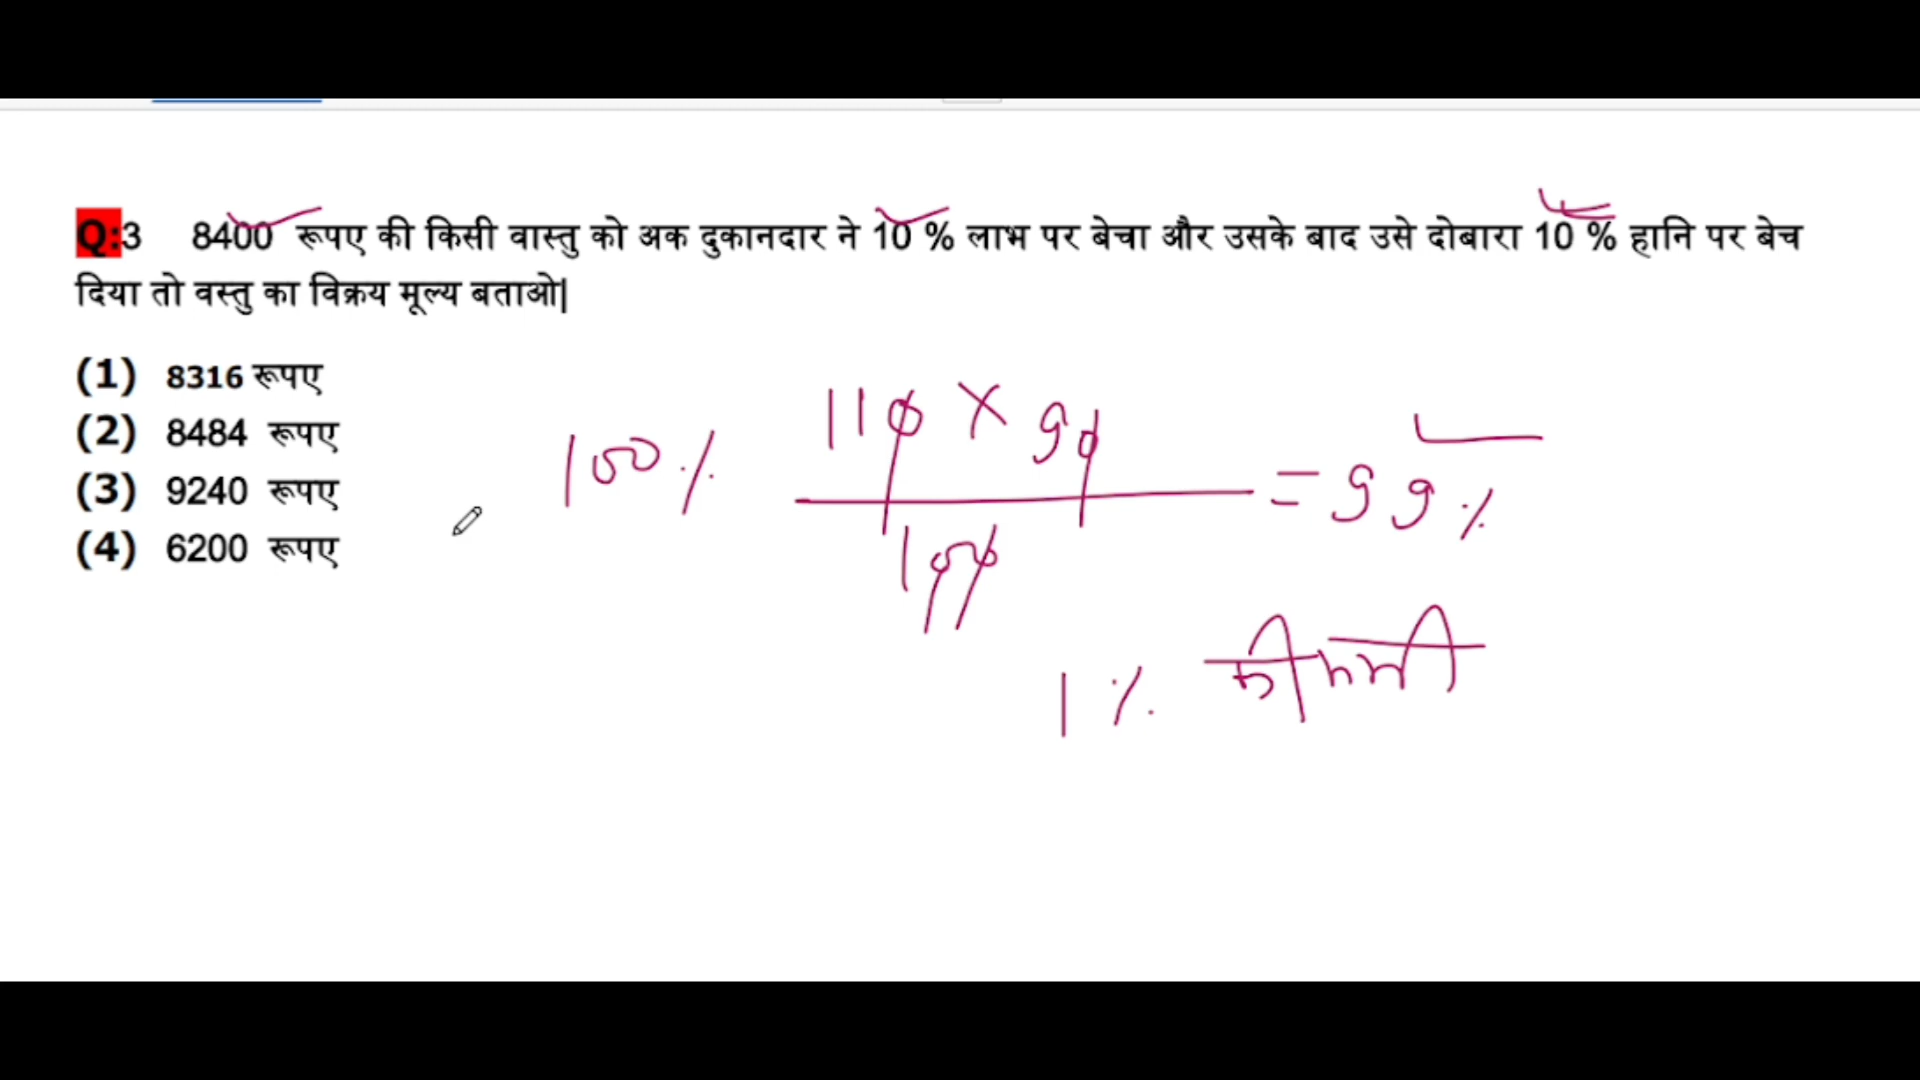 Q:3 8400 रूपए की किसी वास्तु को अक दुकानदार ने 10 % लाभ पर बेचा और उसके बाद उसे दोबारा 10 % हानि पर बेच
दिया तो वस्तु का विक्रय मूल्य बताओ|
(1) 8316 रूपए
(2) 8484 रूपए
(3) 9240 रूपए
(4) 6200 रूपए
100% 110 X 90 = 99%
100
1%